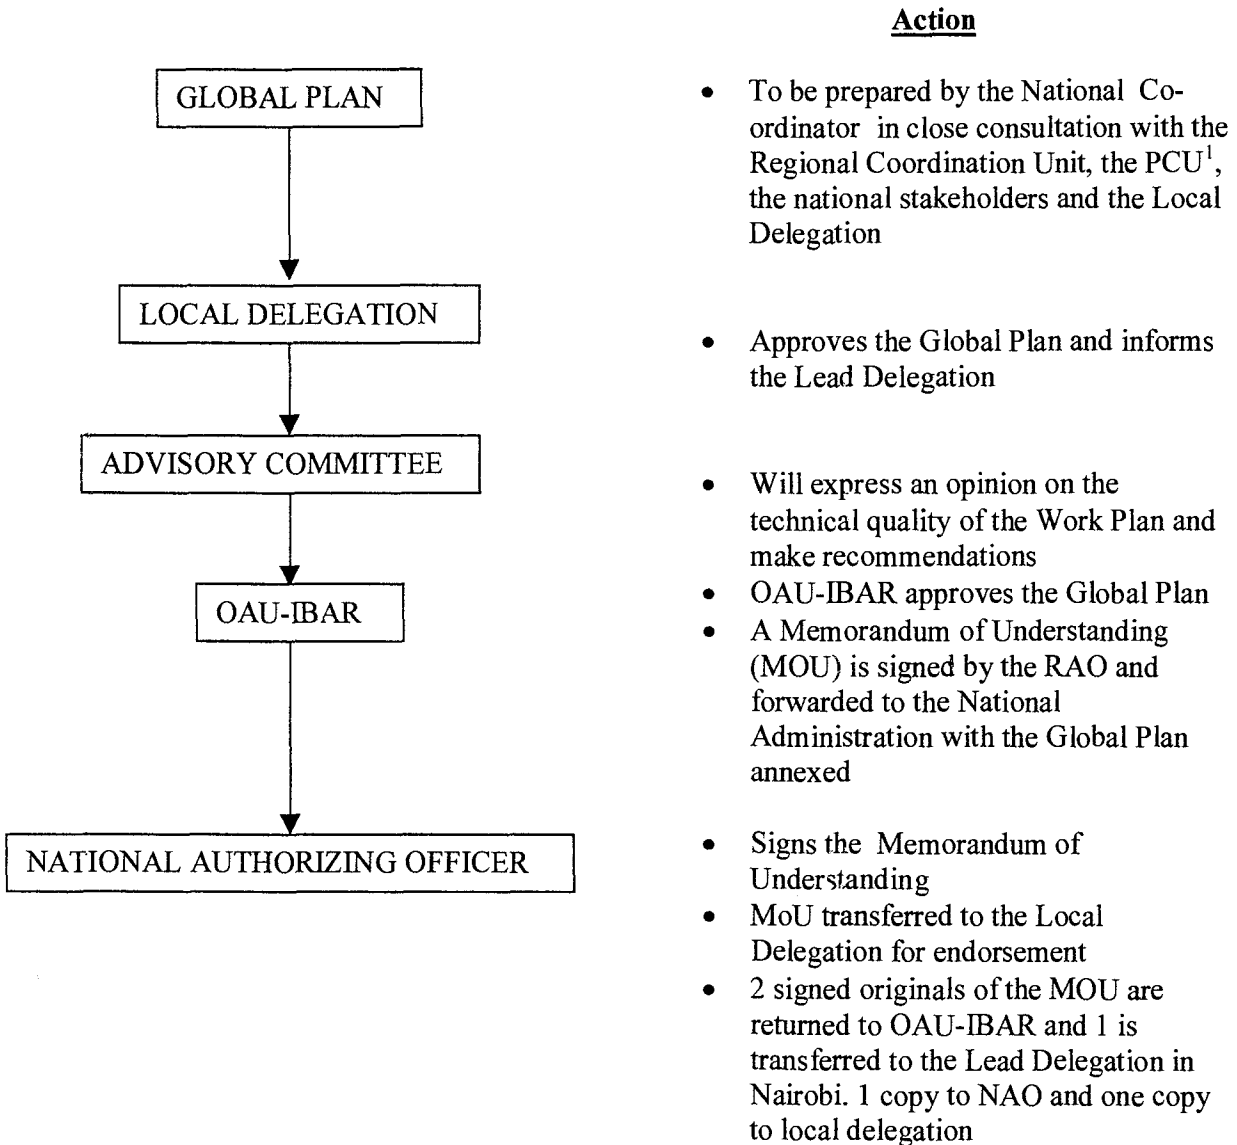 Action
GLOBAL PLAN
• To be prepared by the National Co-
ordinator in close consultation with the
Regional Coordination Unit, the PCU¹,
the national stakeholders and the Local
Delegation
LOCAL DELEGATION
• Approves the Global Plan and informs
the Lead Delegation
ADVISORY COMMITTEE
• Will express an opinion on the
technical quality of the Work Plan and
make recommendations
OAU-IBAR
• OAU-IBAR approves the Global Plan
• A Memorandum of Understanding
(MOU) is signed by the RAO and
forwarded to the National
Administration with the Global Plan
annexed
NATIONAL AUTHORIZING OFFICER
• Signs the Memorandum of
Understanding
• MoU transferred to the Local
Delegation for endorsement
• 2 signed originals of the MOU are
returned to OAU-IBAR and 1 is
transferred to the Lead Delegation in
Nairobi. 1 copy to NAO and one copy
to local delegation